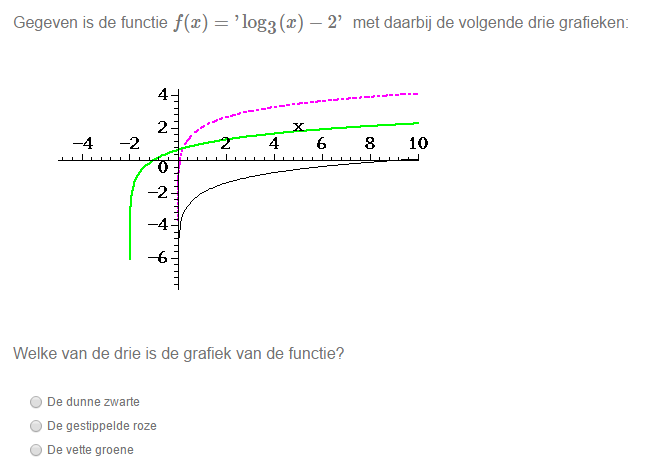 Gegeven is de functie f(x) = ’log₃(x) − 2’ met daarbij de volgende drie grafieken:
4
2
x
−4 −2 2 4 6 8 10
0
−2
−4
−6
Welke van de drie is de grafiek van de functie?
De dunne zwarte
De gestippelde roze
De vette groene